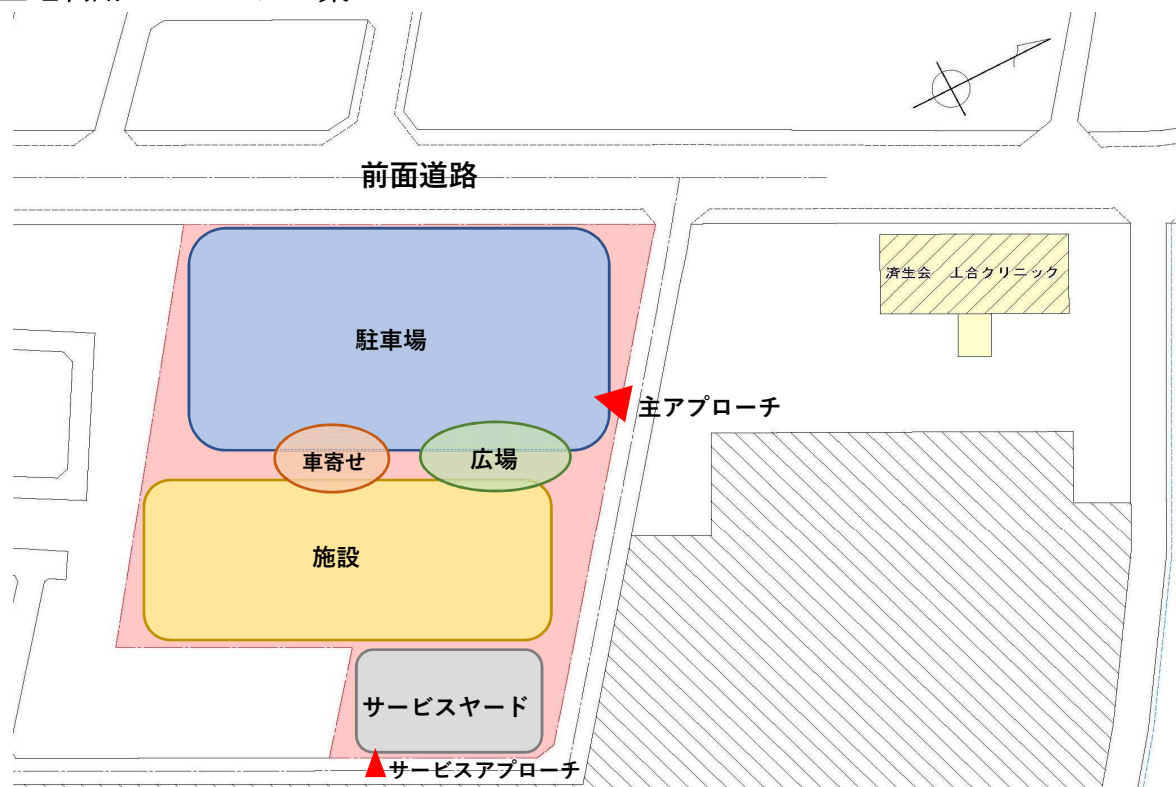 前面道路
済生会 上合クリニック
駐車場
主アプローチ
車寄せ
広場
施設
サービスヤード
サービスアプローチ